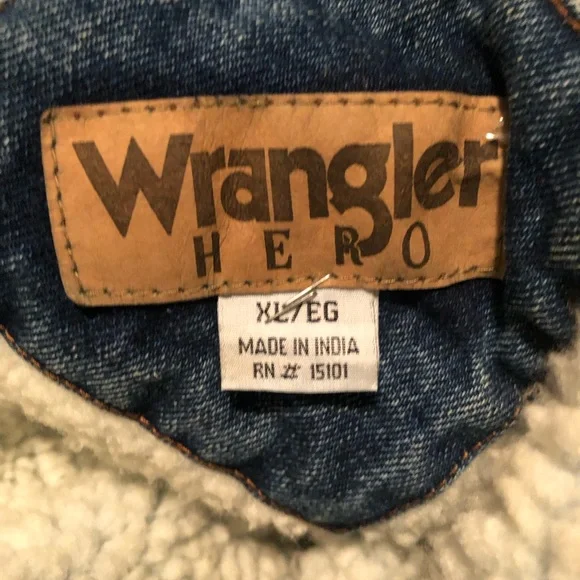 Wrangler
HERO
XL/EG
MADE IN INDIA
RN # 15101